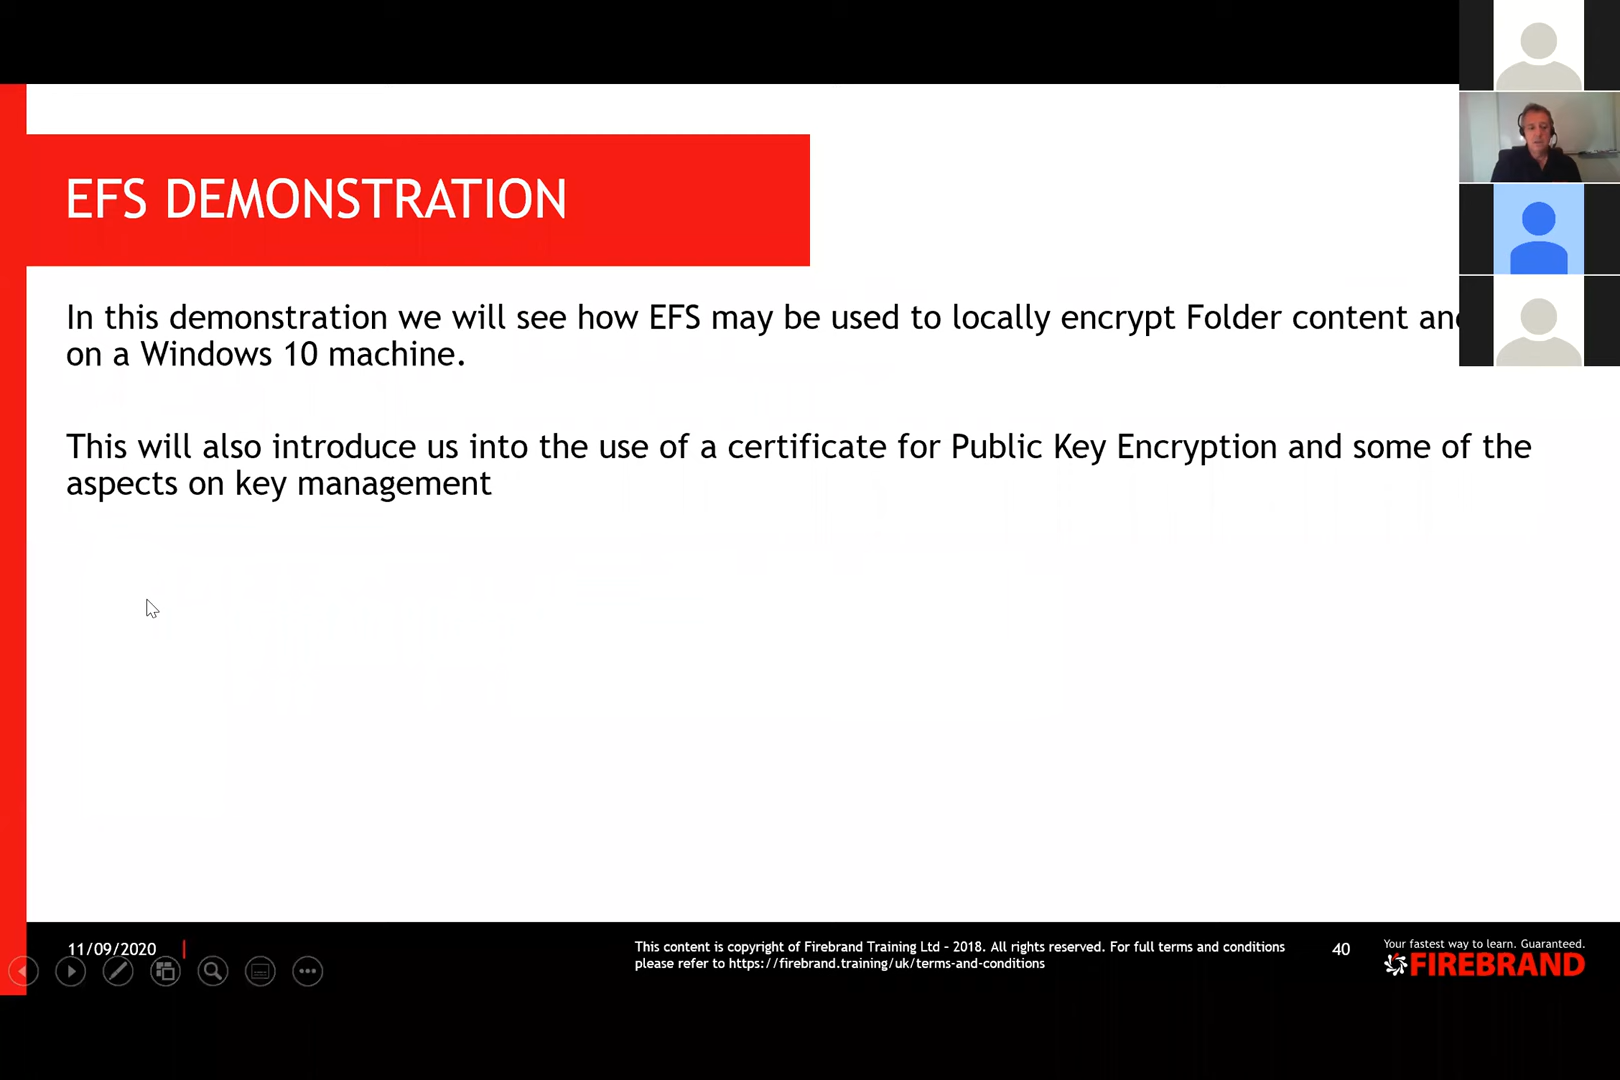 EFS DEMONSTRATION
In this demonstration we will see how EFS may be used to locally encrypt Folder content
on a Windows 10 machine.
This will also introduce us into the use of a certificate for Public Key Encryption and some of the
aspects on key management
11/09/2020
This content is copyright of Firebrand Training Ltd – 2018. All rights reserved. For full terms and conditions
please refer to https://firebrand.training/uk/terms-and-conditions
40
Your fastest way to learn. Guaranteed.
FIREBRAND